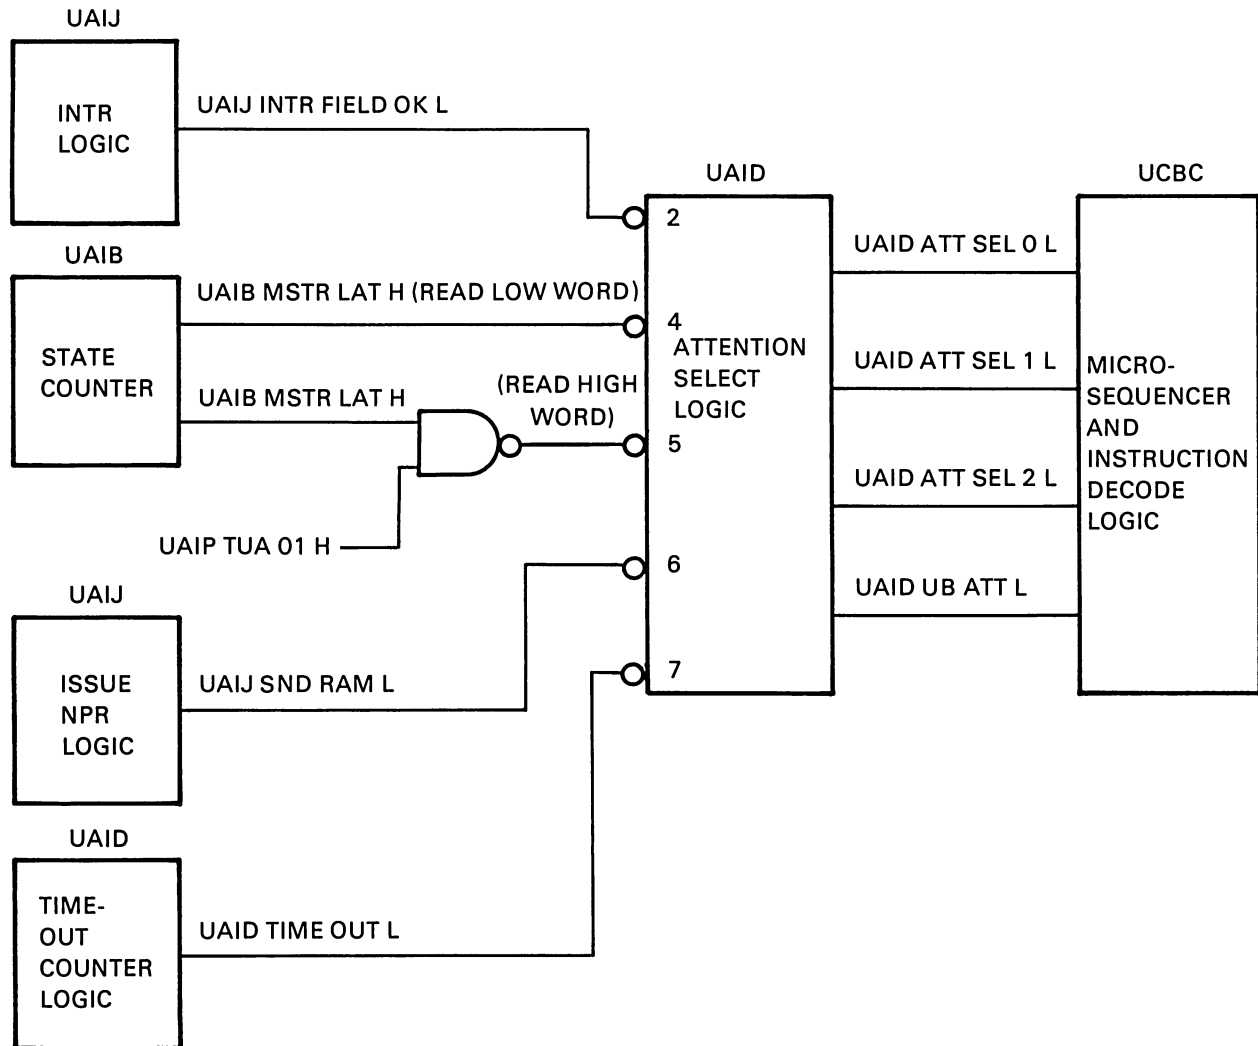 UAIJ
INTR
LOGIC
UAIJ INTR FIELD OK L
UAIB
STATE
COUNTER
UAIB MSTR LAT H (READ LOW WORD)
UAIB MSTR LAT H
(READ HIGH
WORD)
UAIP TUA 01 H
UAIJ
ISSUE
NPR
LOGIC
UAIJ SND RAM L
UAID
TIME-
OUT
COUNTER
LOGIC
UAID TIME OUT L
UAID
2
4
ATTENTION
SELECT
LOGIC
5
6
7
UAID ATT SEL 0 L
UAID ATT SEL 1 L
UAID ATT SEL 2 L
UAID UB ATT L
UCBC
MICRO-
SEQUENCER
AND
INSTRUCTION
DECODE
LOGIC